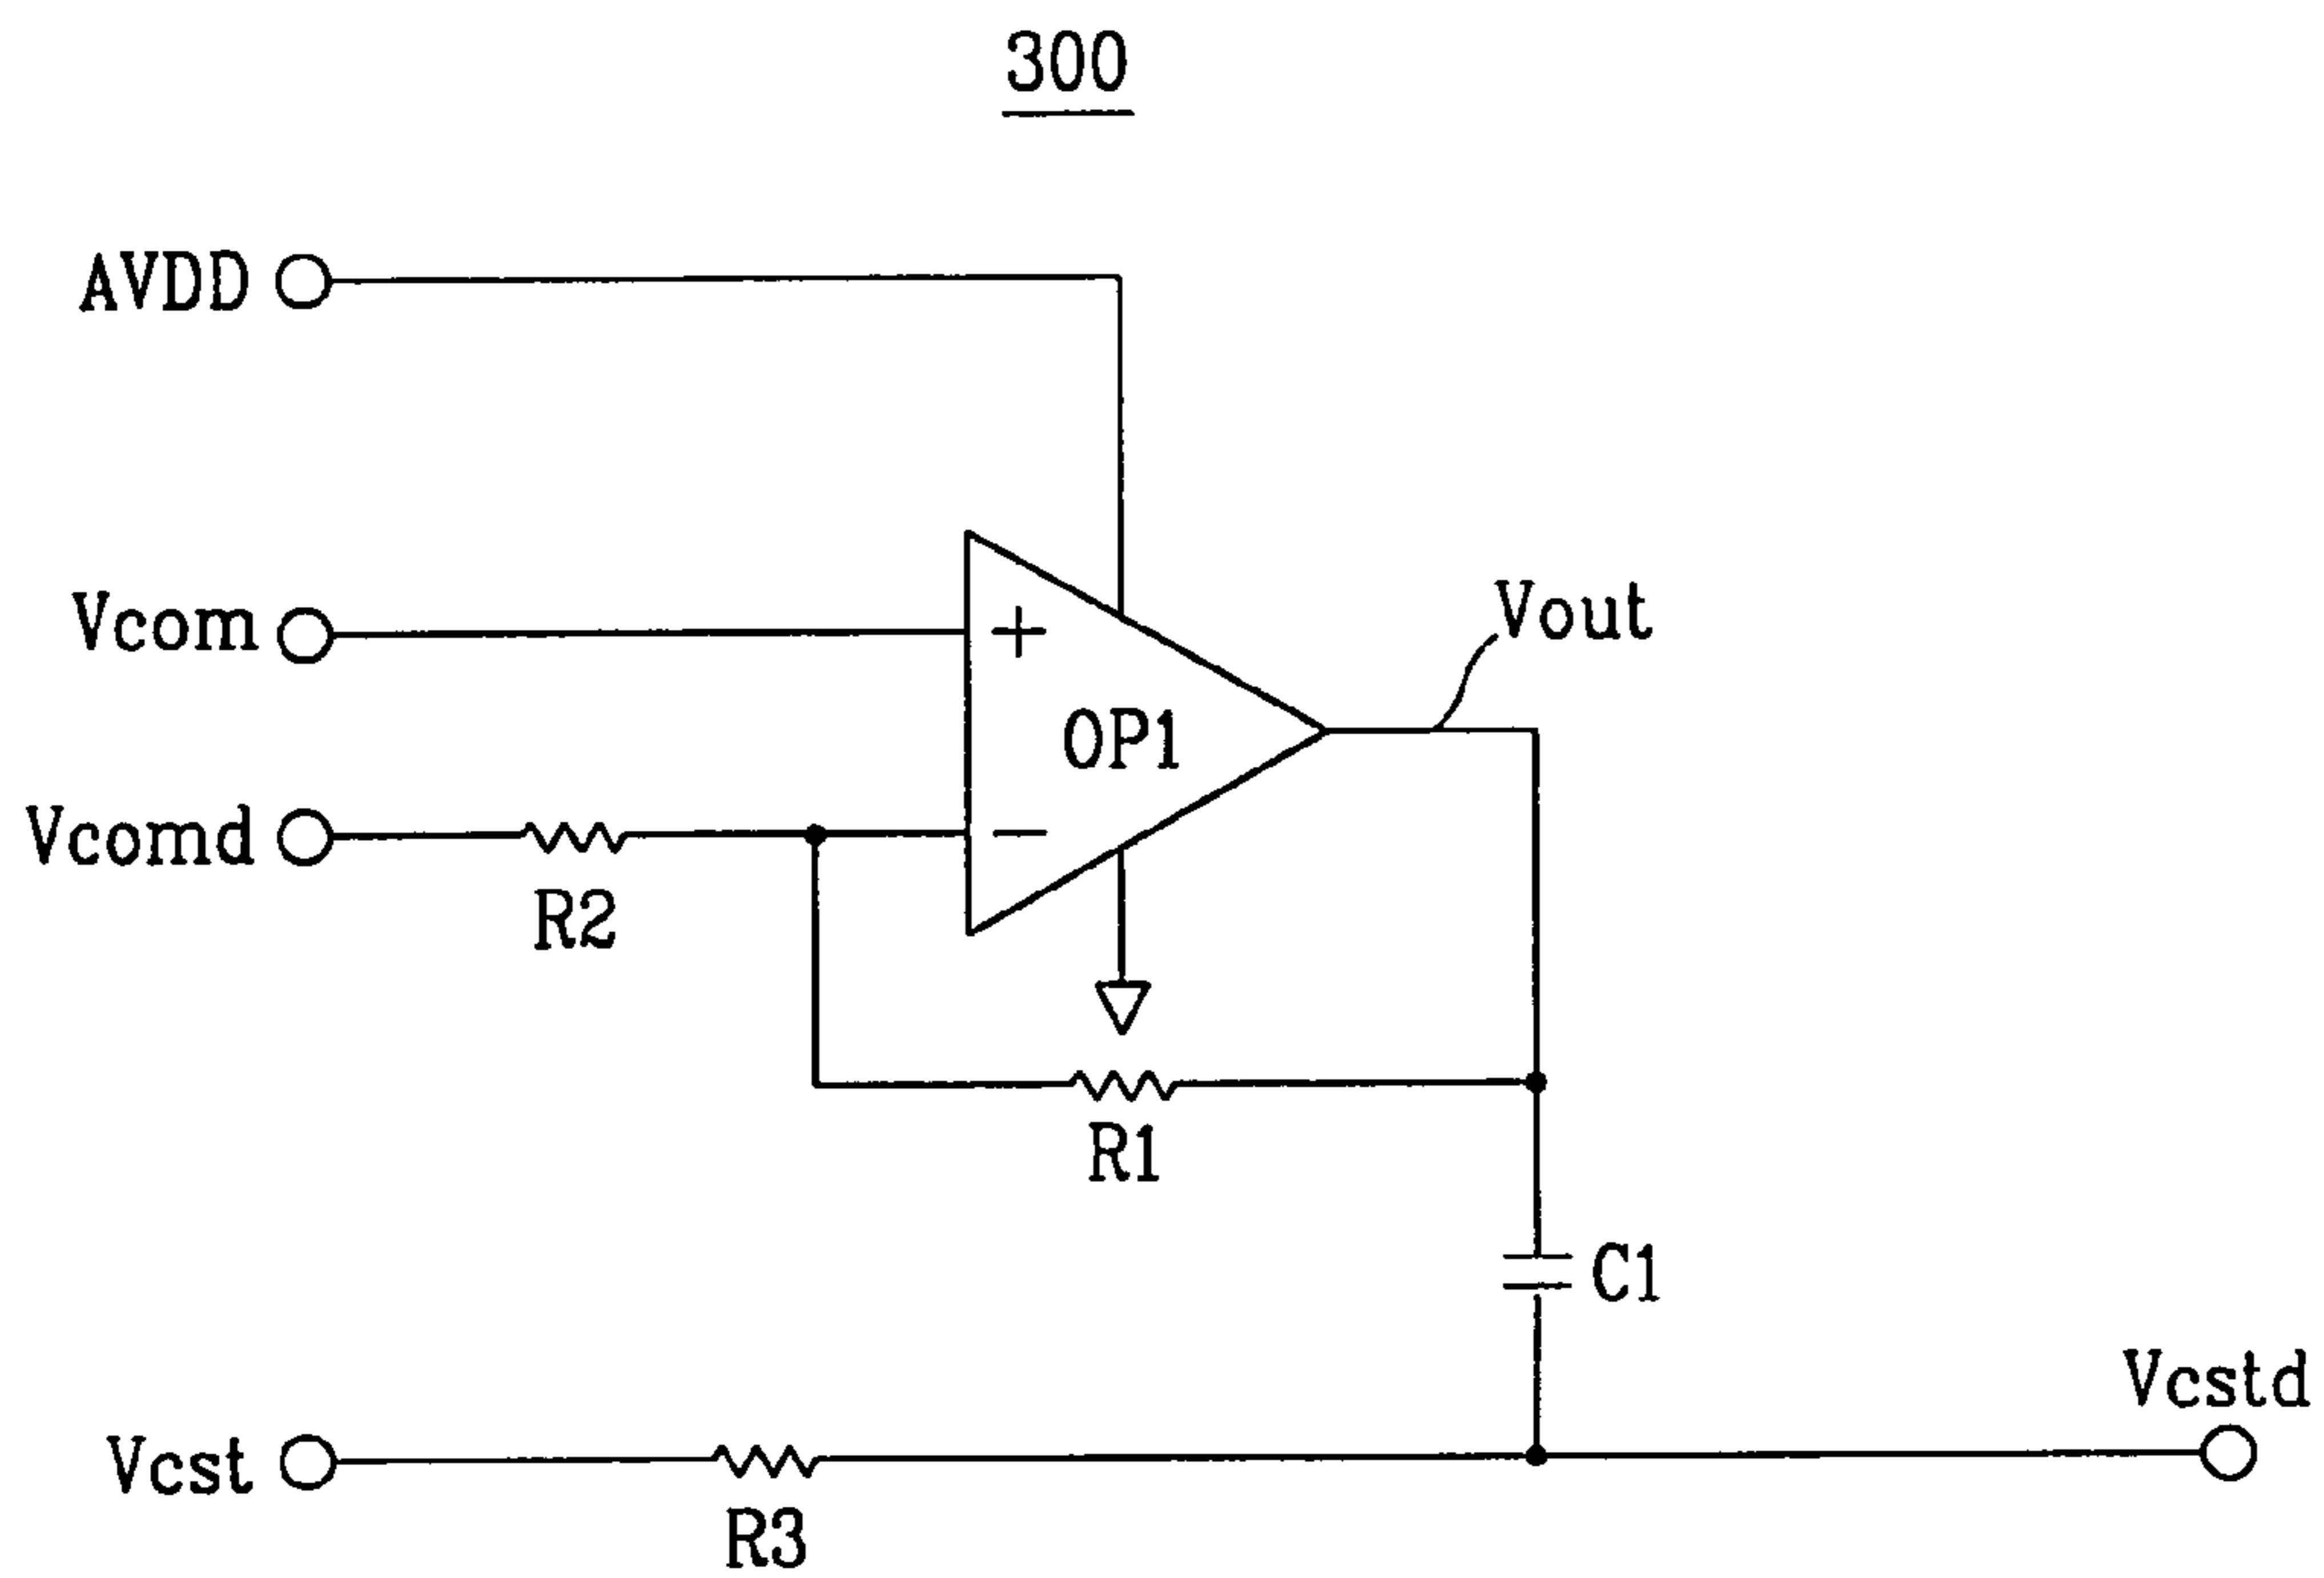 300
AVDD
Vcom
+
OP1
Vout
Vcomd
−
R2
R1
C1
Vcst
R3
Vcstd